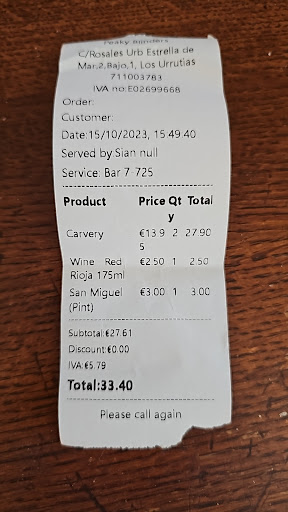 Peaky Blinders
C/Rosales Urb Estrella de
Mar,2,Bajo,1, Los Urrutias
711003783
IVA no:E02699668
Order:
Customer:
Date:15/10/2023, 15:49:40
Served by:Sian null
Service: Bar 7-725
Product Price Qt Total
y
Carvery €13.9 2 27.90
5
Wine Red €2.50 1 2.50
Rioja 175ml
San Miguel €3.00 1 3.00
(Pint)
Subtotal:€27.61
Discount:€0.00
IVA:€5.79
Total:33.40
Please call again